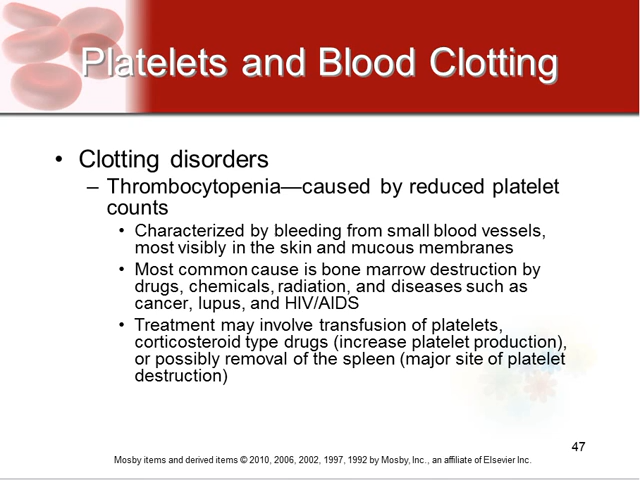 Platelets and Blood Clotting
• Clotting disorders
– Thrombocytopenia—caused by reduced platelet
counts
• Characterized by bleeding from small blood vessels,
most visibly in the skin and mucous membranes
• Most common cause is bone marrow destruction by
drugs, chemicals, radiation, and diseases such as
cancer, lupus, and HIV/AIDS
• Treatment may involve transfusion of platelets,
corticosteroid type drugs (increase platelet production),
or possibly removal of the spleen (major site of platelet
destruction)
47
Mosby items and derived items © 2010, 2006, 2002, 1997, 1992 by Mosby, Inc., an affiliate of Elsevier Inc.